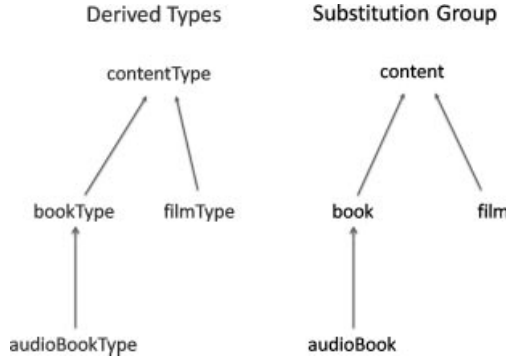 Derived Types
Substitution Group
contentType
content
bookType
filmType
book
film
audioBookType
audioBook